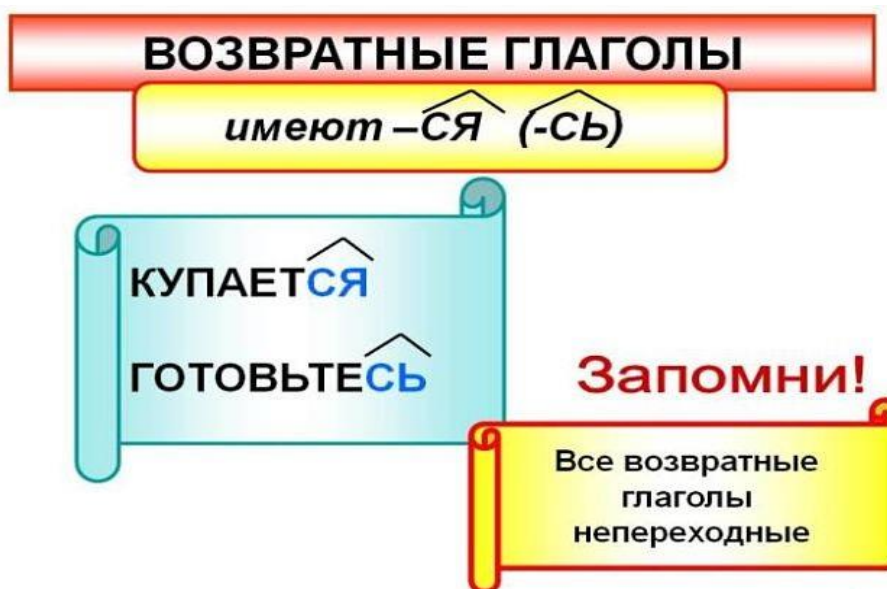 ВОЗВРАТНЫЕ ГЛАГОЛЫ
имеют –СЯ (-СЬ)
КУПАЕТСЯ
ГОТОВЬТЕСЬ
Запомни!
Все возвратные
глаголы
непереходные